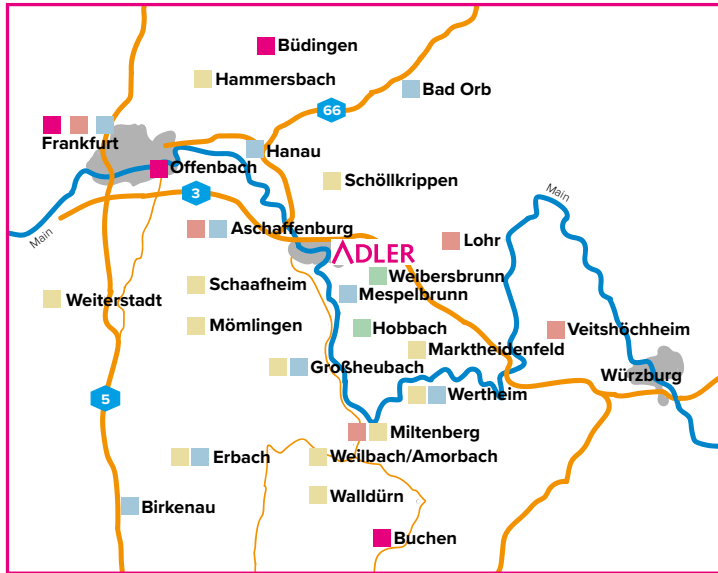 Büdingen
Hammersbach
Bad Orb
66
Frankfurt
Hanau
Offenbach
Schöllkrippen
3
Main
Main
Aschaffenburg
ADLER
Lohr
Weibersbrunn
Schaafheim
Mespelbrunn
Weiterstadt
Mömlingen
Hobbach
Veitshöchheim
Marktheidenfeld
Großheubach
Würzburg
5
Wertheim
Miltenberg
Erbach
Weilbach/Amorbach
Walldürn
Birkenau
Buchen